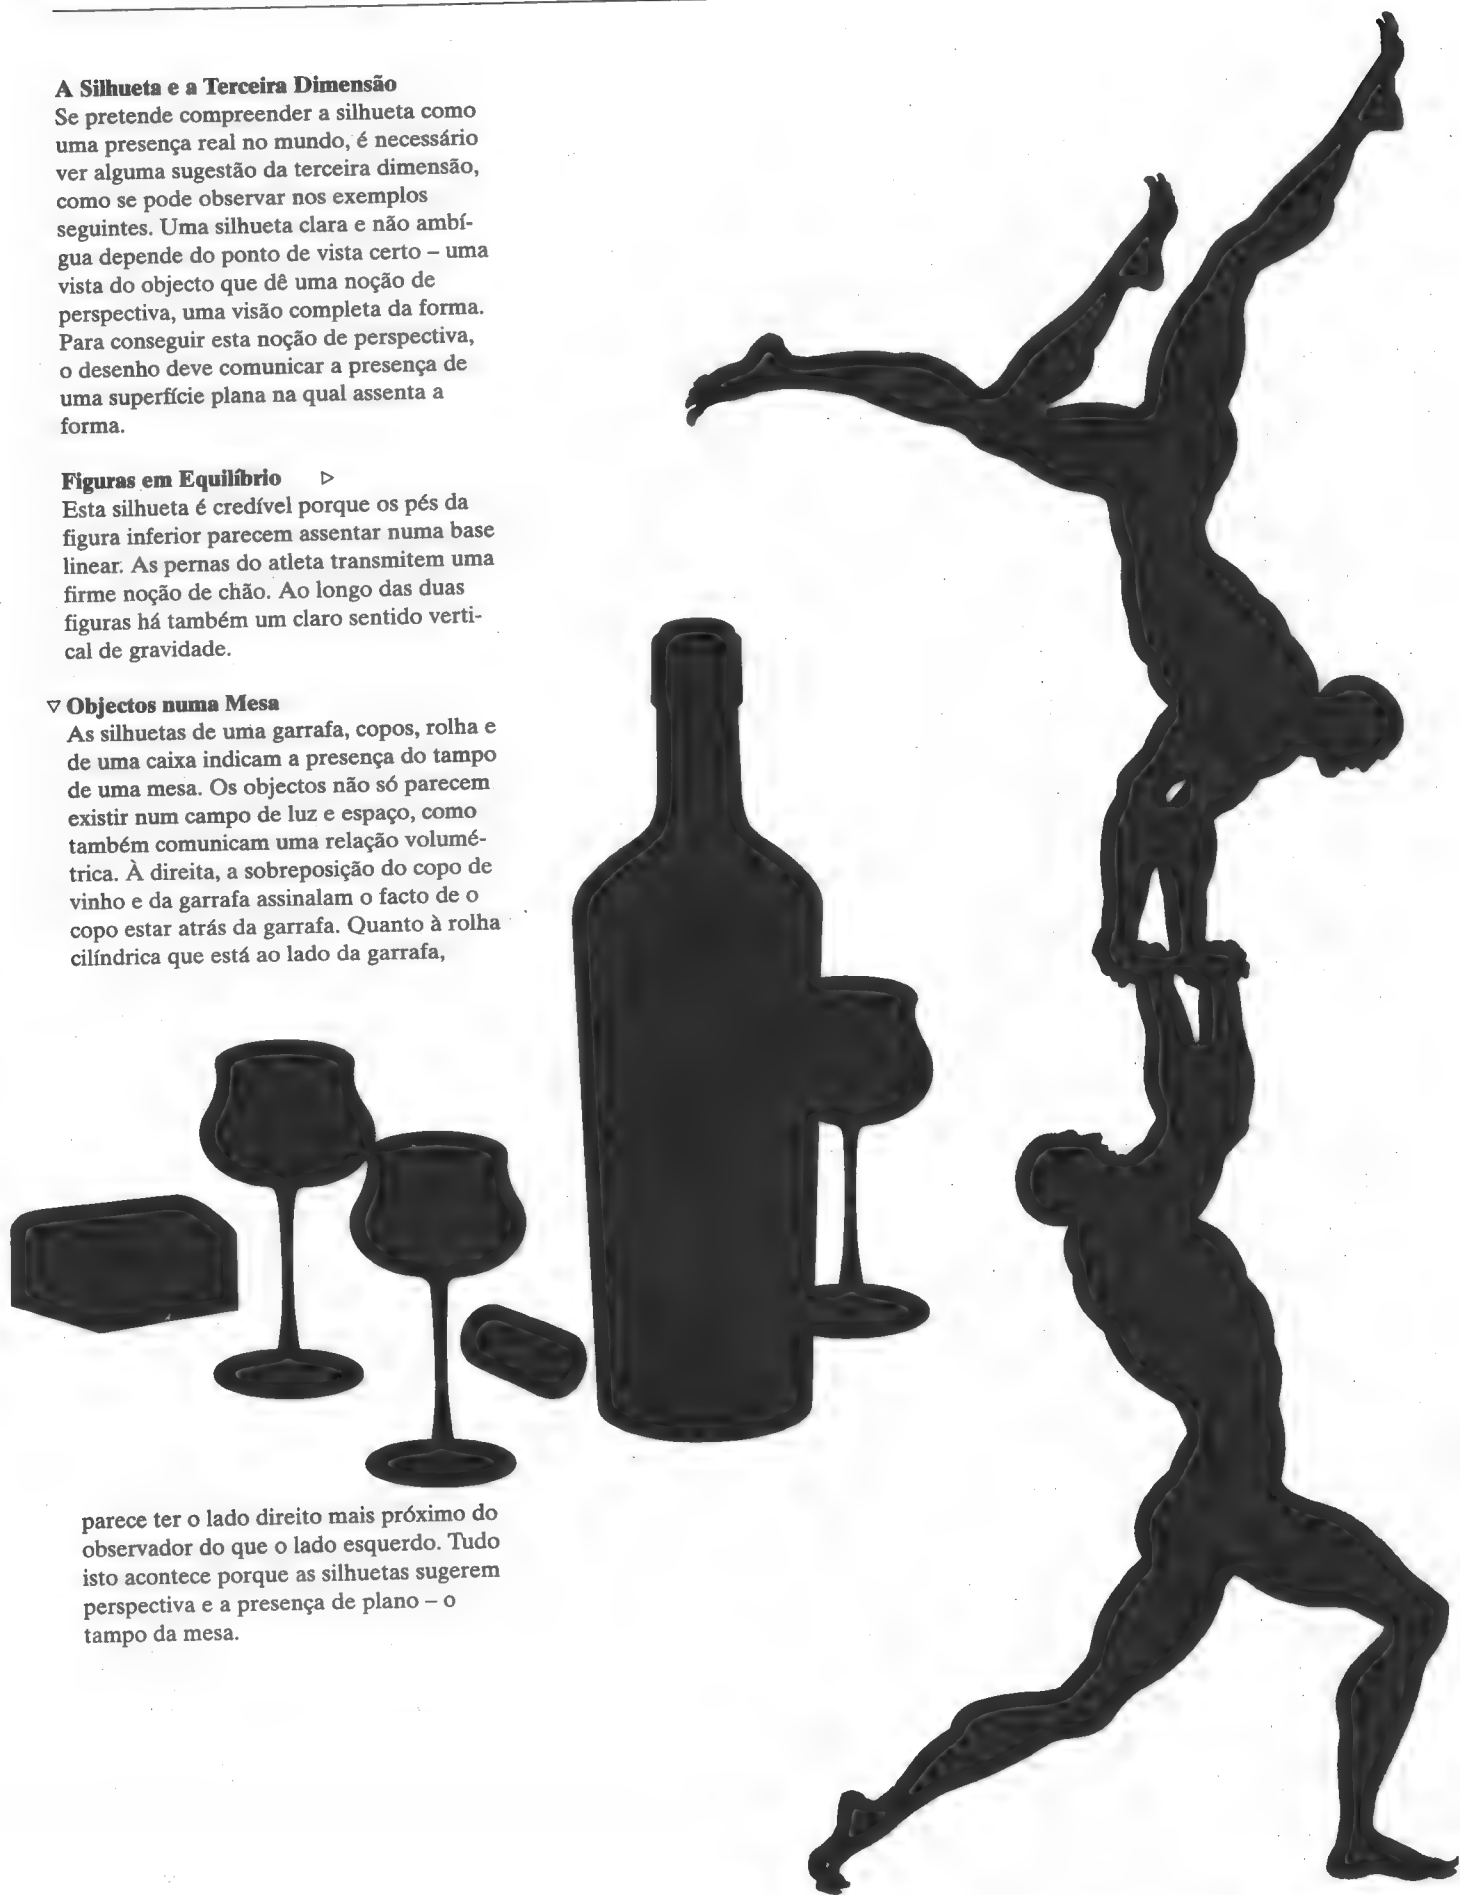 A Silhueta e a Terceira Dimensão
Se pretende compreender a silhueta como
uma presença real no mundo, é necessário
ver alguma sugestão da terceira dimensão,
como se pode observar nos exemplos
seguintes. Uma silhueta clara e não ambí-
gua depende do ponto de vista certo – uma
vista do objecto que dê uma noção de
perspectiva, uma visão completa da forma.
Para conseguir esta noção de perspectiva,
o desenho deve comunicar a presença de
uma superfície plana na qual assenta a
forma.
Figuras em Equilíbrio ▷
Esta silhueta é credível porque os pés da
figura inferior parecem assentar numa base
linear. As pernas do atleta transmitem uma
firme noção de chão. Ao longo das duas
figuras há também um claro sentido verti-
cal de gravidade.
▽ Objectos numa Mesa
As silhuetas de uma garrafa, copos, rolha e
de uma caixa indicam a presença do tampo
de uma mesa. Os objectos não só parecem
existir num campo de luz e espaço, como
também comunicam uma relação volumé-
trica. À direita, a sobreposição do copo de
vinho e da garrafa assinalam o facto de o
copo estar atrás da garrafa. Quanto à rolha
cilíndrica que está ao lado da garrafa,
parece ter o lado direito mais próximo do
observador do que o lado esquerdo. Tudo
isto acontece porque as silhuetas sugerem
perspectiva e a presença de plano – o
tampo da mesa.